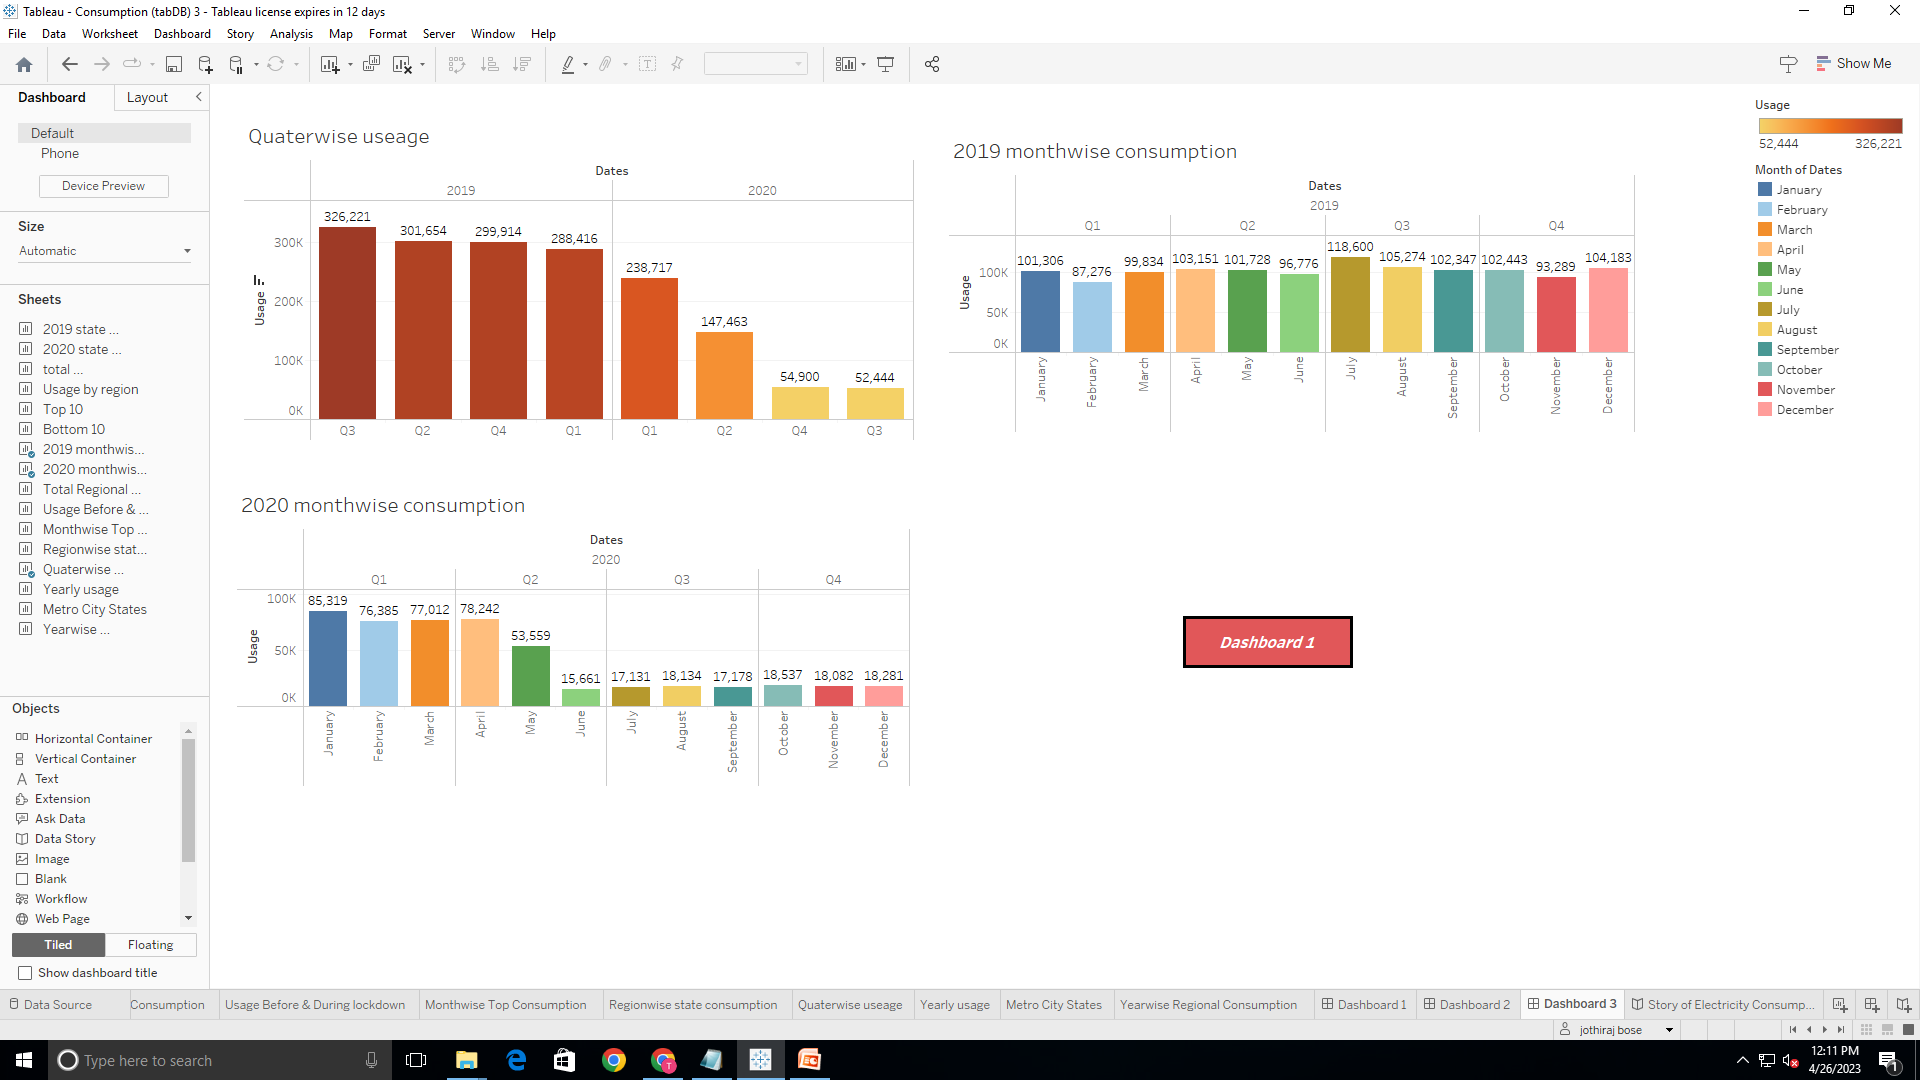 Tableau - Consumption (tabDB) 3 - Tableau license expires in 12 days
File Data Worksheet Dashboard Story Analysis Map Format Server Window Help
Show Me
Dashboard Layout
Default
Phone
Device Preview
Size
Automatic
Sheets
2019 state ...
2020 state ...
total ...
Usage by region
Top 10
Bottom 10
2019 monthwis...
2020 monthwis...
Total Regional ...
Usage Before & ...
Monthwise Top ...
Regionwise stat...
Quaterwise ...
Yearly usage
Metro City States
Yearwise ...
Objects
Horizontal Container
Vertical Container
Text
Extension
Ask Data
Data Story
Image
Blank
Workflow
Web Page
Tiled Floating
Show dashboard title
Quaterwise useage
Dates
2019 2020
326,221 301,654 299,914 288,416 238,717 147,463 54,900 52,444
Usage
300K
200K
100K
0K
Q3 Q2 Q4 Q1 Q1 Q2 Q4 Q3
2019 monthwise consumption
Dates
2019
Q1 Q2 Q3 Q4
101,306 87,276 99,834 103,151 101,728 96,776 118,600 105,274 102,347 102,443 93,289 104,183
Usage
100K
50K
0K
January February March April May June July August September October November December
Usage
52,444 326,221
Month of Dates
January
February
March
April
May
June
July
August
September
October
November
December
2020 monthwise consumption
Dates
2020
Q1 Q2 Q3 Q4
85,319 76,385 77,012 78,242 53,559 15,661 17,131 18,134 17,178 18,537 18,082 18,281
Usage
100K
50K
0K
January February March April May June July August September October November December
Dashboard 1
Data Source Consumption Usage Before & During lockdown Monthwise Top Consumption Regionwise state consumption Quaterwise useage Yearly usage Metro City States Yearwise Regional Consumption Dashboard 1 Dashboard 2 Dashboard 3 Story of Electricity Consump...
jothiraj bose
Type here to search
12:11 PM
4/26/2023
1